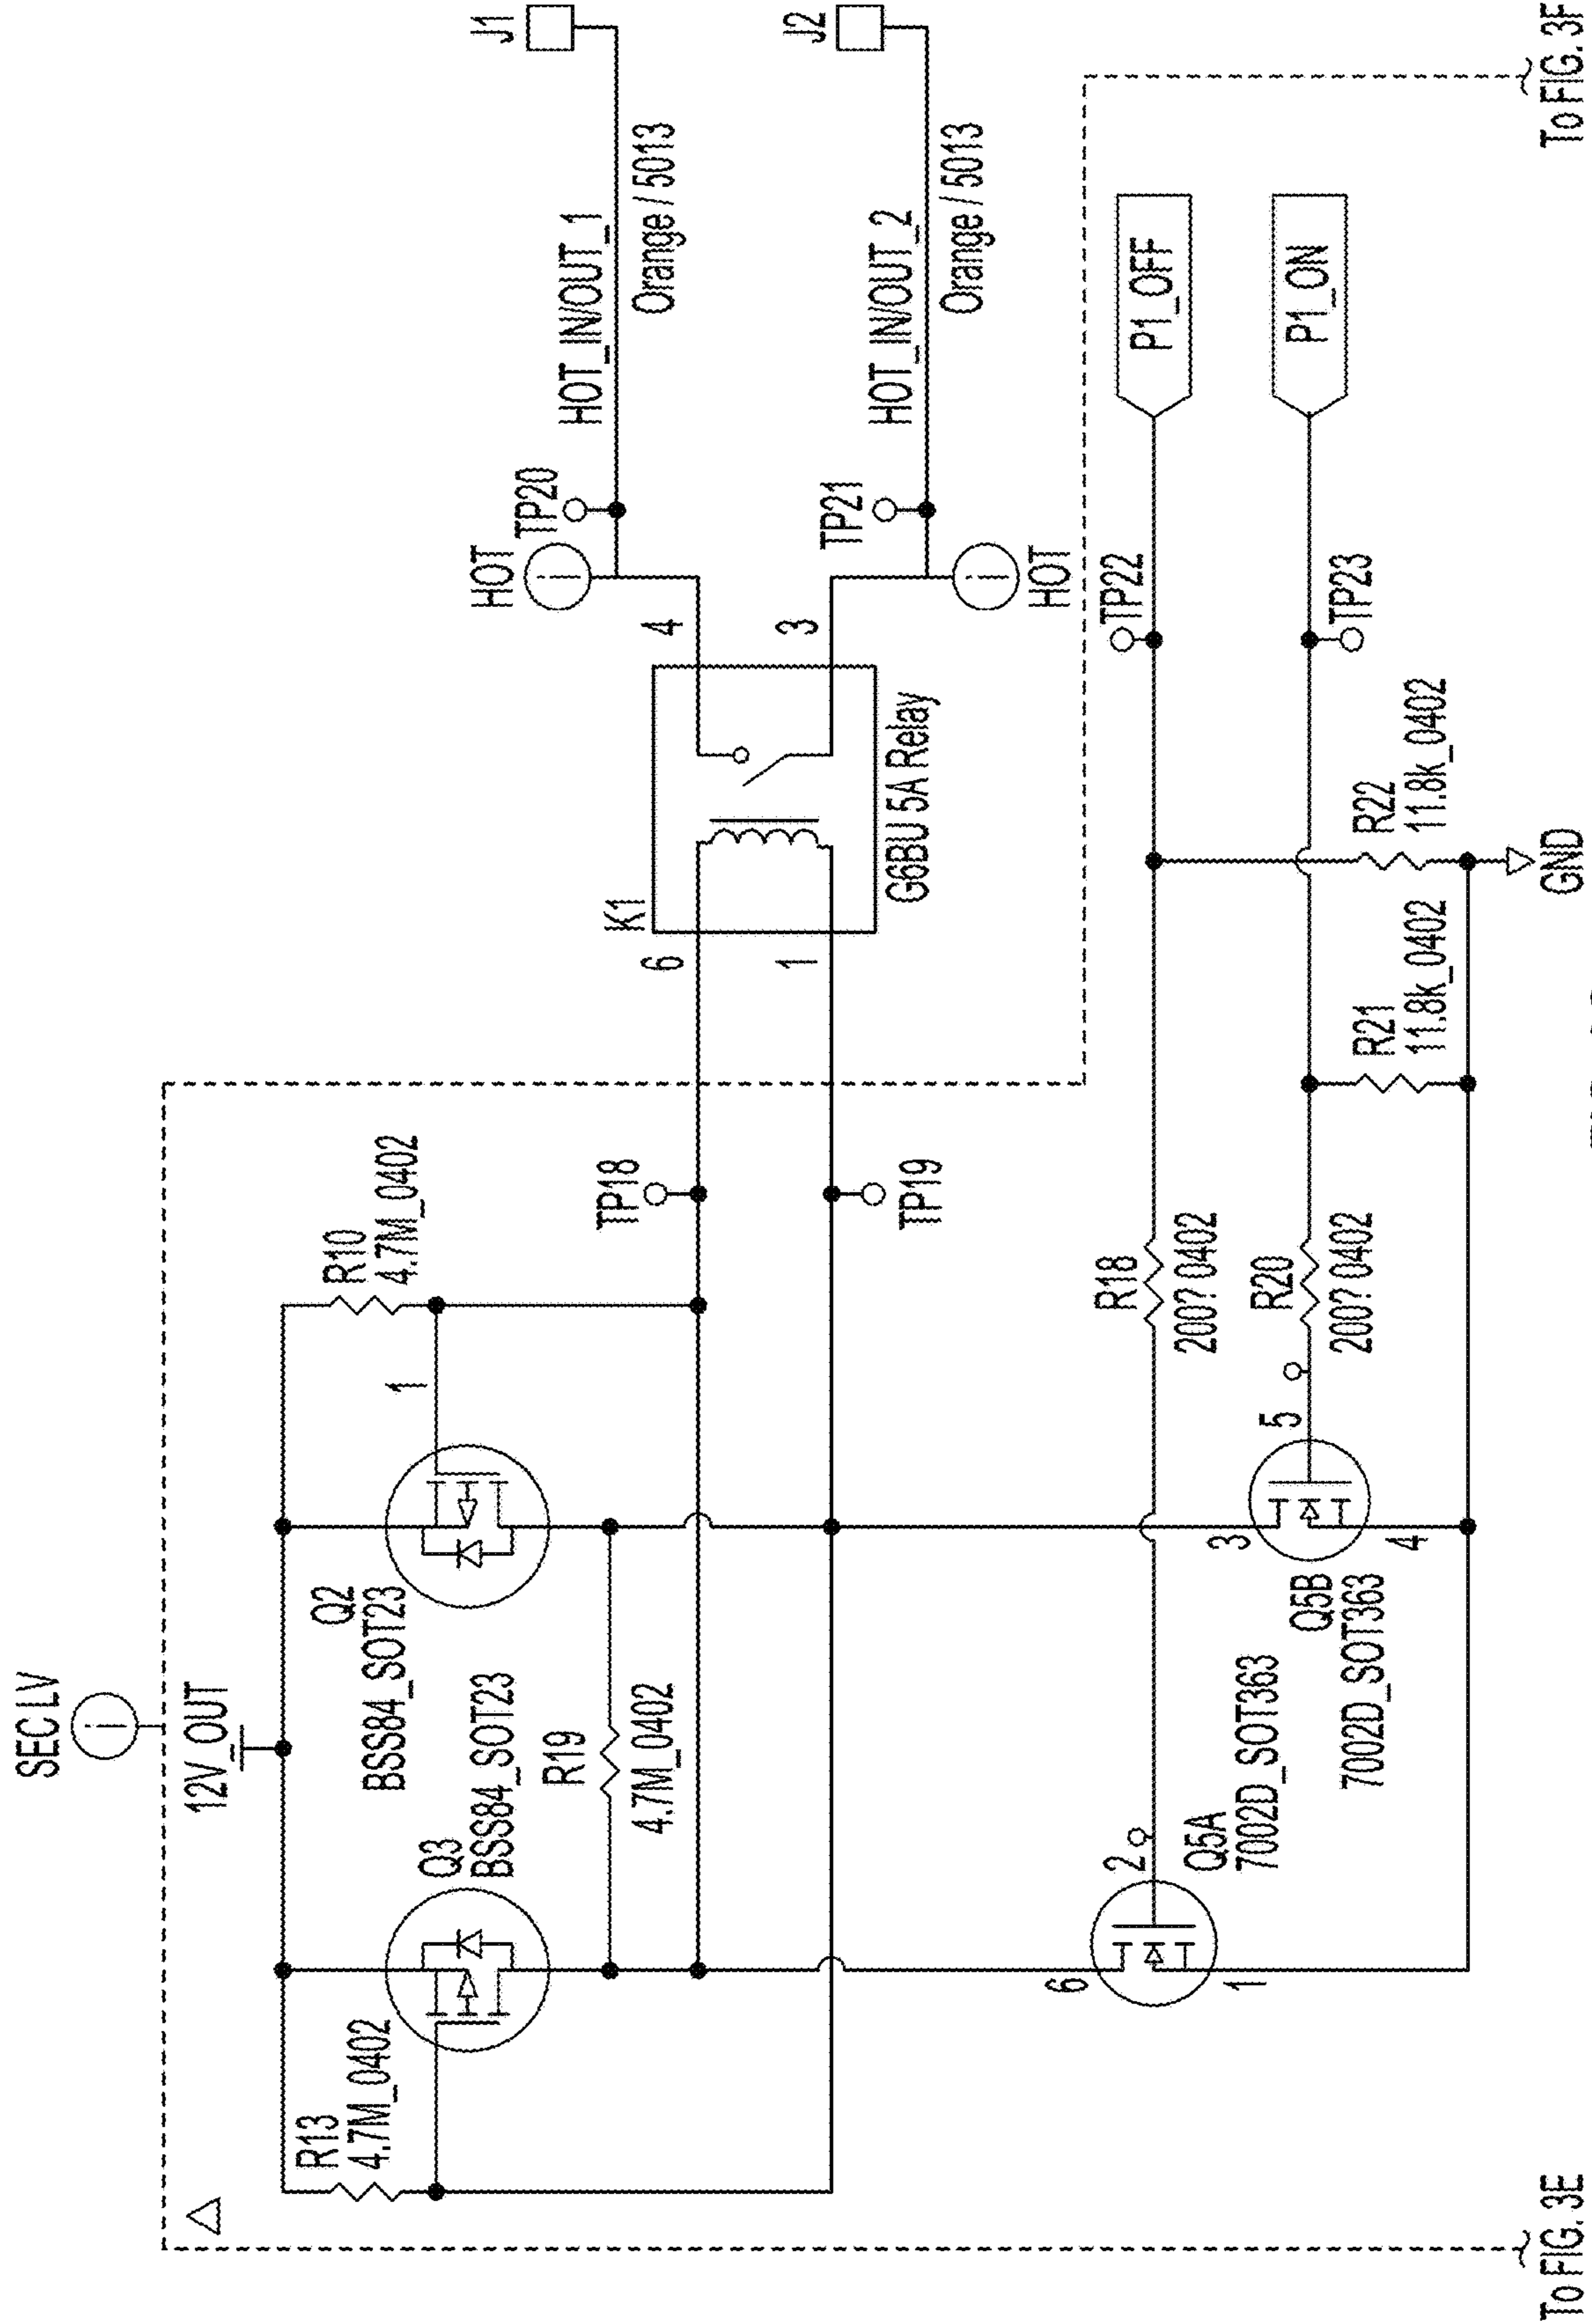 SEC LV
12V_OUT
R13
4.7M_0402
Q3
BSS84_SOT23
Q2
BSS84_SOT23
R10
4.7M_0402
1
R19
4.7M_0402
TP18
TP19
K1
6
1
4
3
G6BU 5A Relay
HOT
TP20
HOT_IN/OUT_1
Orange / 5013
J1
TP21
HOT
HOT_IN/OUT_2
Orange / 5013
J2
6
2
1
Q5A
7002D_SOT363
3
5
4
Q5B
7002D_SOT363
R18
200? 0402
R20
200? 0402
TP22
P1_OFF
TP23
P1_ON
R21
11.8k_0402
R22
11.8k_0402
GND
To FIG. 3E
To FIG. 3F